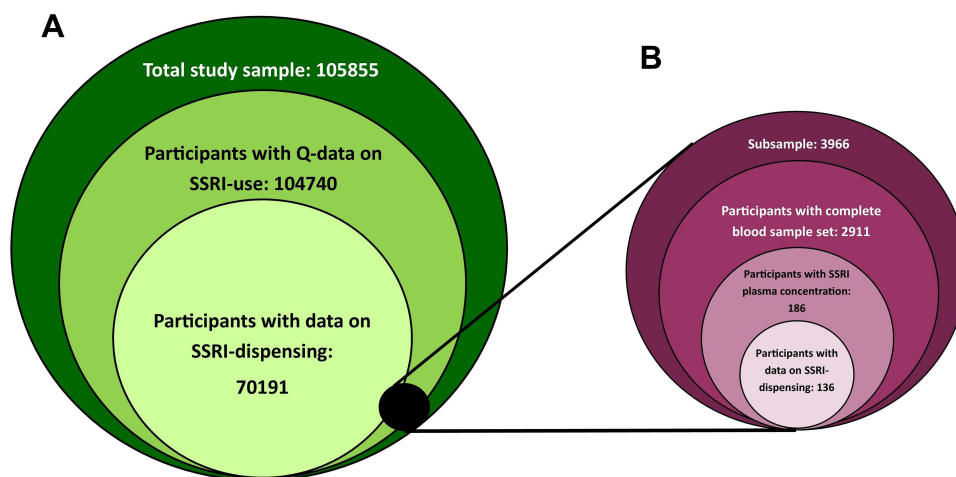 A
Total study sample: 105855
Participants with Q-data on
SSRI-use: 104740
Participants with data on
SSRI-dispensing:
70191
B
Subsample: 3966
Participants with complete
blood sample set: 2911
Participants with SSRI
plasma concentration:
186
Participants with
data on SSRI-
dispensing: 136